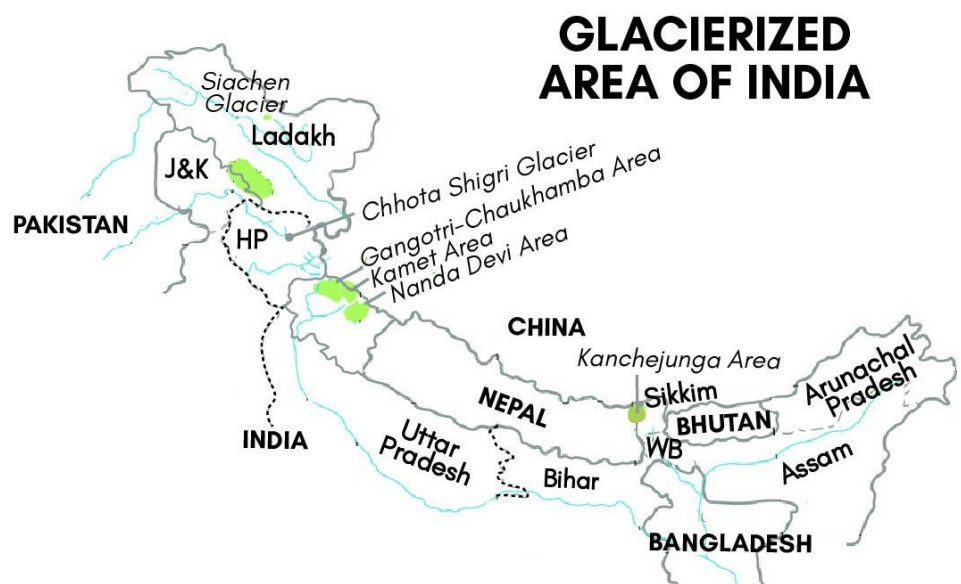 GLACIERIZED
AREA OF INDIA
Siachen
Glacier
Ladakh
J&K
Chhota Shigri Glacier
PAKISTAN
HP
Gangotri-Chaukhamba Area
Kamet Area
Nanda Devi Area
CHINA
Kanchejunga Area
Sikkim
Arunachal
Pradesh
NEPAL
BHUTAN
INDIA
Uttar
Pradesh
WB
Bihar
Assam
BANGLADESH